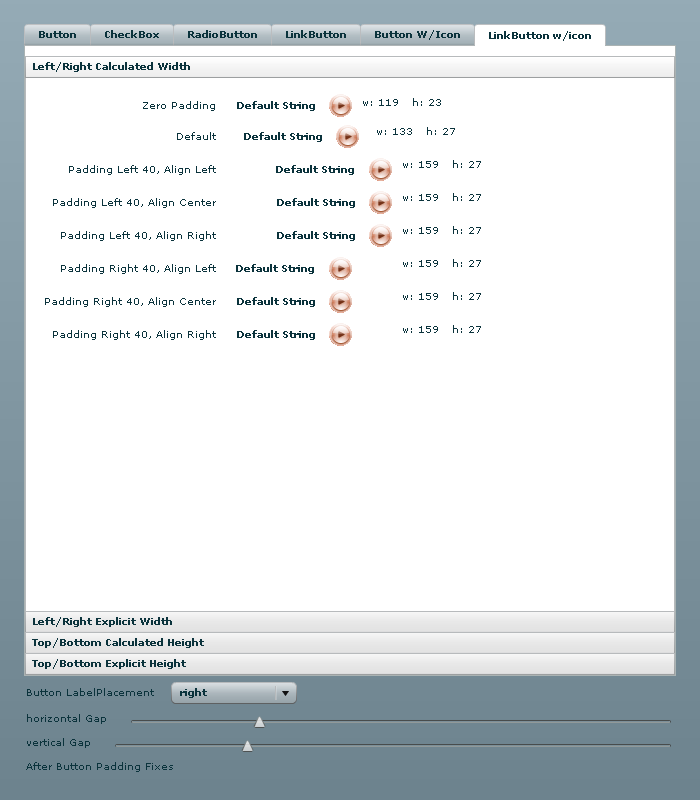 Button CheckBox RadioButton LinkButton Button W/Icon LinkButton w/icon
Left/Right Calculated Width
Zero Padding Default String w: 119 h: 23
Default Default String w: 133 h: 27
Padding Left 40, Align Left Default String w: 159 h: 27
Padding Left 40, Align Center Default String w: 159 h: 27
Padding Left 40, Align Right Default String w: 159 h: 27
Padding Right 40, Align Left Default String w: 159 h: 27
Padding Right 40, Align Center Default String w: 159 h: 27
Padding Right 40, Align Right Default String w: 159 h: 27
Left/Right Explicit Width
Top/Bottom Calculated Height
Top/Bottom Explicit Height
Button LabelPlacement right
horizontal Gap
vertical Gap
After Button Padding Fixes